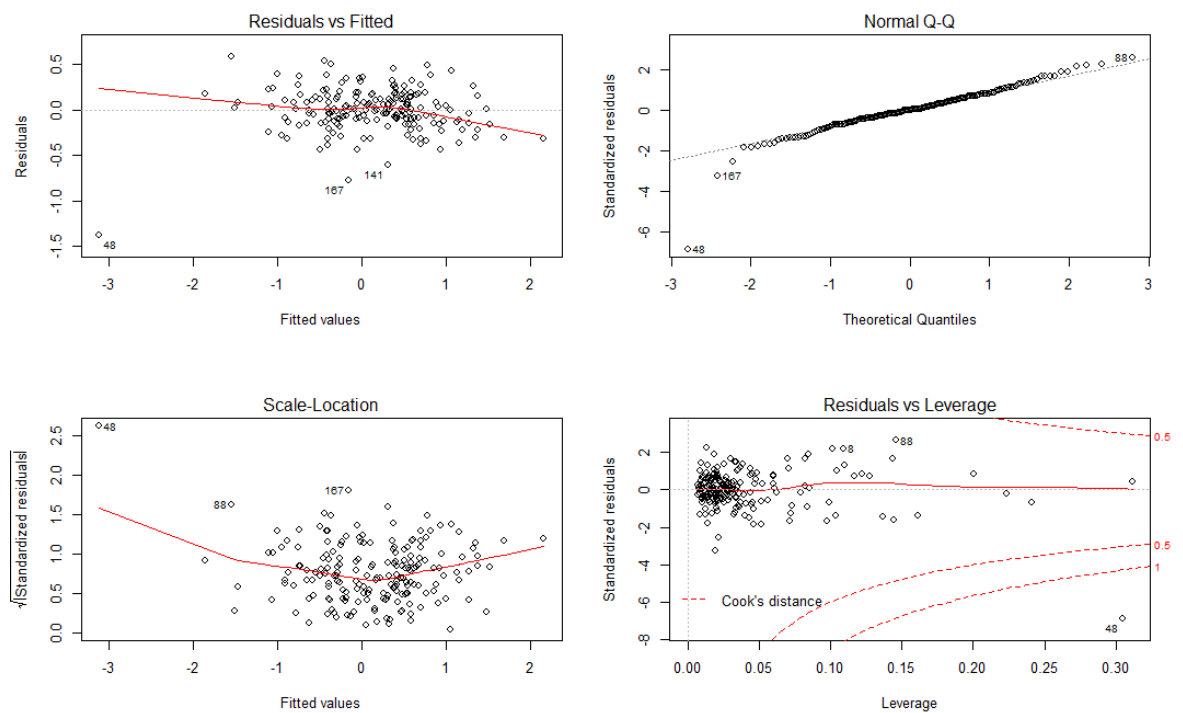 Residuals vs Fitted
Residuals
0.5
0.0
-0.5
-1.0
-1.5
167
141
48
-3 -2 -1 0 1 2
Fitted values
Normal Q-Q
Standardized residuals
2
0
-2
-4
-6
88
167
48
-3 -2 -1 0 1 2 3
Theoretical Quantiles
Scale-Location
√|Standardized residuals|
2.5
2.0
1.5
1.0
0.5
0.0
48
88
167
-3 -2 -1 0 1 2
Fitted values
Residuals vs Leverage
Standardized residuals
2
0
-2
-4
-6
-8
8
88
0.5
0.5
1
Cook's distance
48
0.00 0.05 0.10 0.15 0.20 0.25 0.30
Leverage